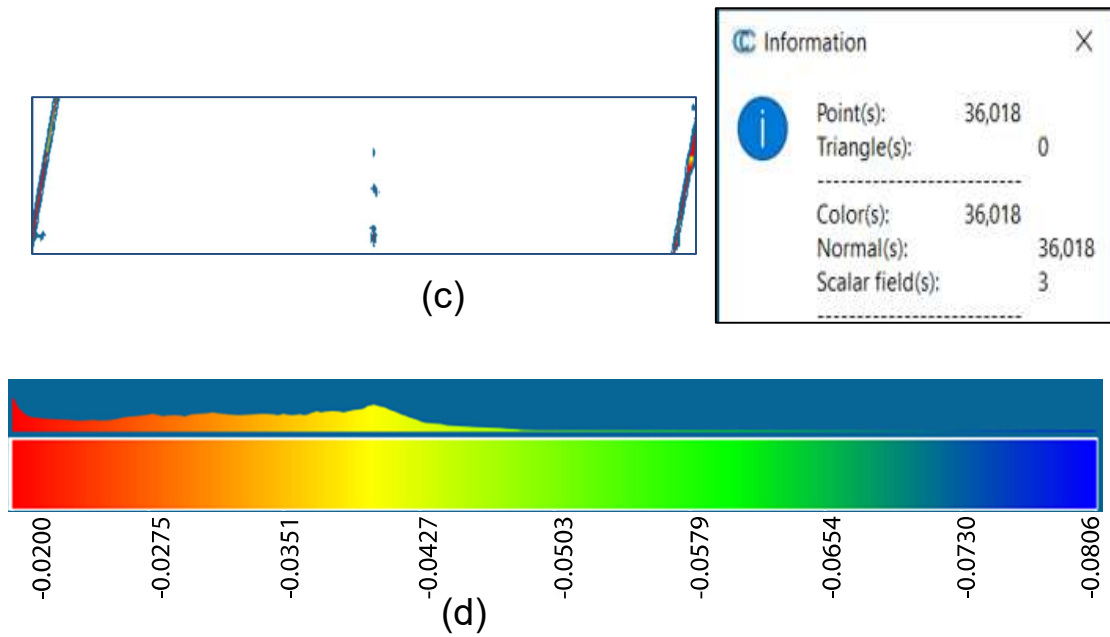 Information
Point(s): 36,018
Triangle(s): 0
-------------------------
Color(s): 36,018
Normal(s): 36,018
Scalar field(s): 3
-------------------------
(c)
-0.0200
-0.0275
-0.0351
-0.0427
-0.0503
-0.0579
-0.0654
-0.0730
-0.0806
(d)